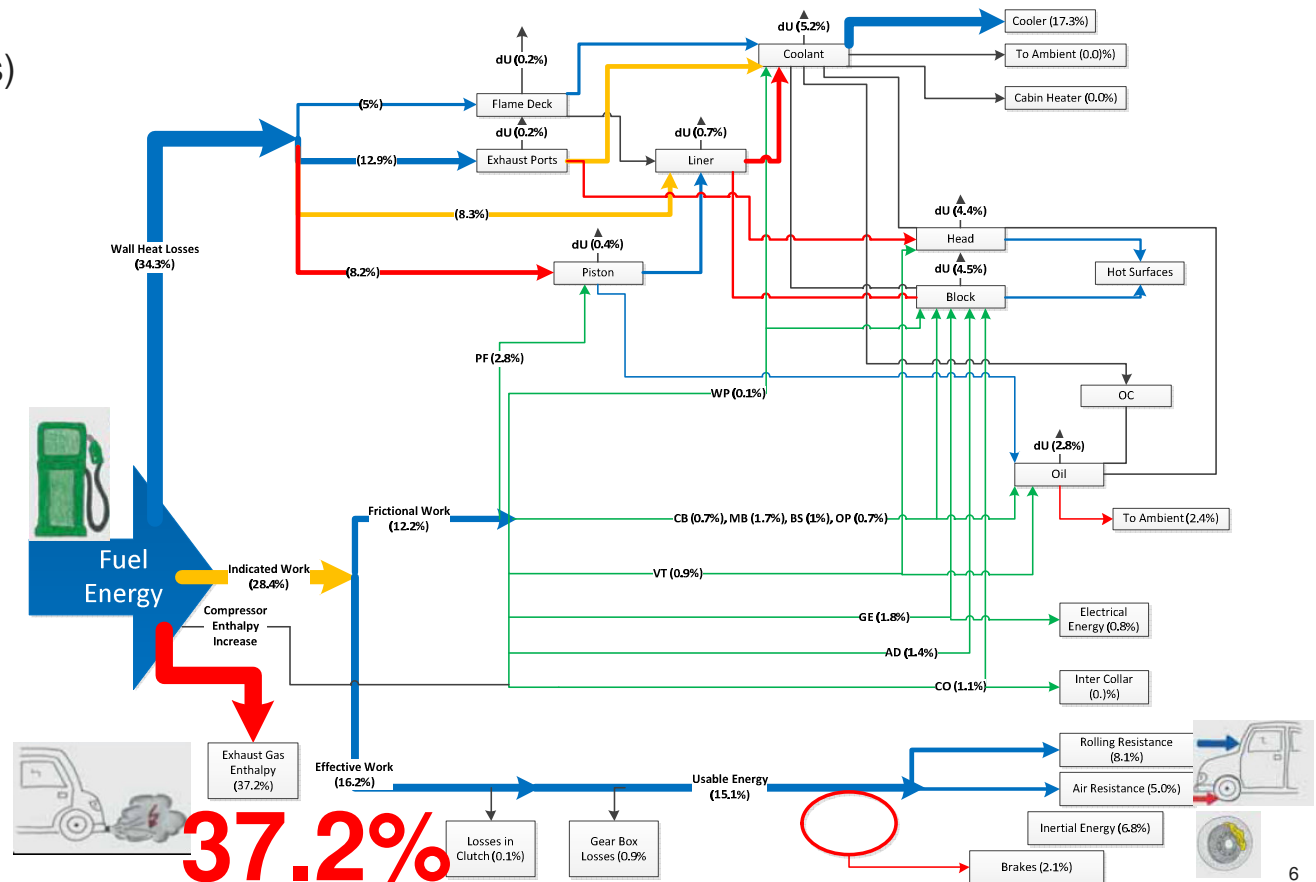 s)
dU (5.2%)
Coolant
Cooler (17.3%)
To Ambient (0.0)%)
Cabin Heater (0.0%)
dU (0.2%)
Flame Deck
(5%)
dU (0.2%)
Exhaust Ports
(12.9%)
dU (0.7%)
Liner
(8.3%)
dU (4.4%)
Head
Wall Heat Losses
(34.3%)
dU (0.4%)
Piston
(8.2%)
dU (4.5%)
Block
Hot Surfaces
PF (2.8%)
WP (0.1%)
OC
dU (2.8%)
Oil
Frictional Work
(12.2%)
CB (0.7%), MB (1.7%), BS (1%), OP (0.7%)
To Ambient (2.4%)
Fuel
Energy
Indicated Work
(28.4%)
VT (0.9%)
Compressor
Enthalpy
Increase
GE (1.8%)
Electrical
Energy (0.8%)
AD (1.4%)
CO (1.1%)
Inter Collar
(0.)%)
Exhaust Gas
Enthalpy
(37.2%)
Effective Work
(16.2%)
Usable Energy
(15.1%)
Rolling Resistance
(8.1%)
Air Resistance (5.0%)
37.2%
Losses in
Clutch (0.1%)
Gear Box
Losses (0.9%
Inertial Energy (6.8%)
Brakes (2.1%)
6